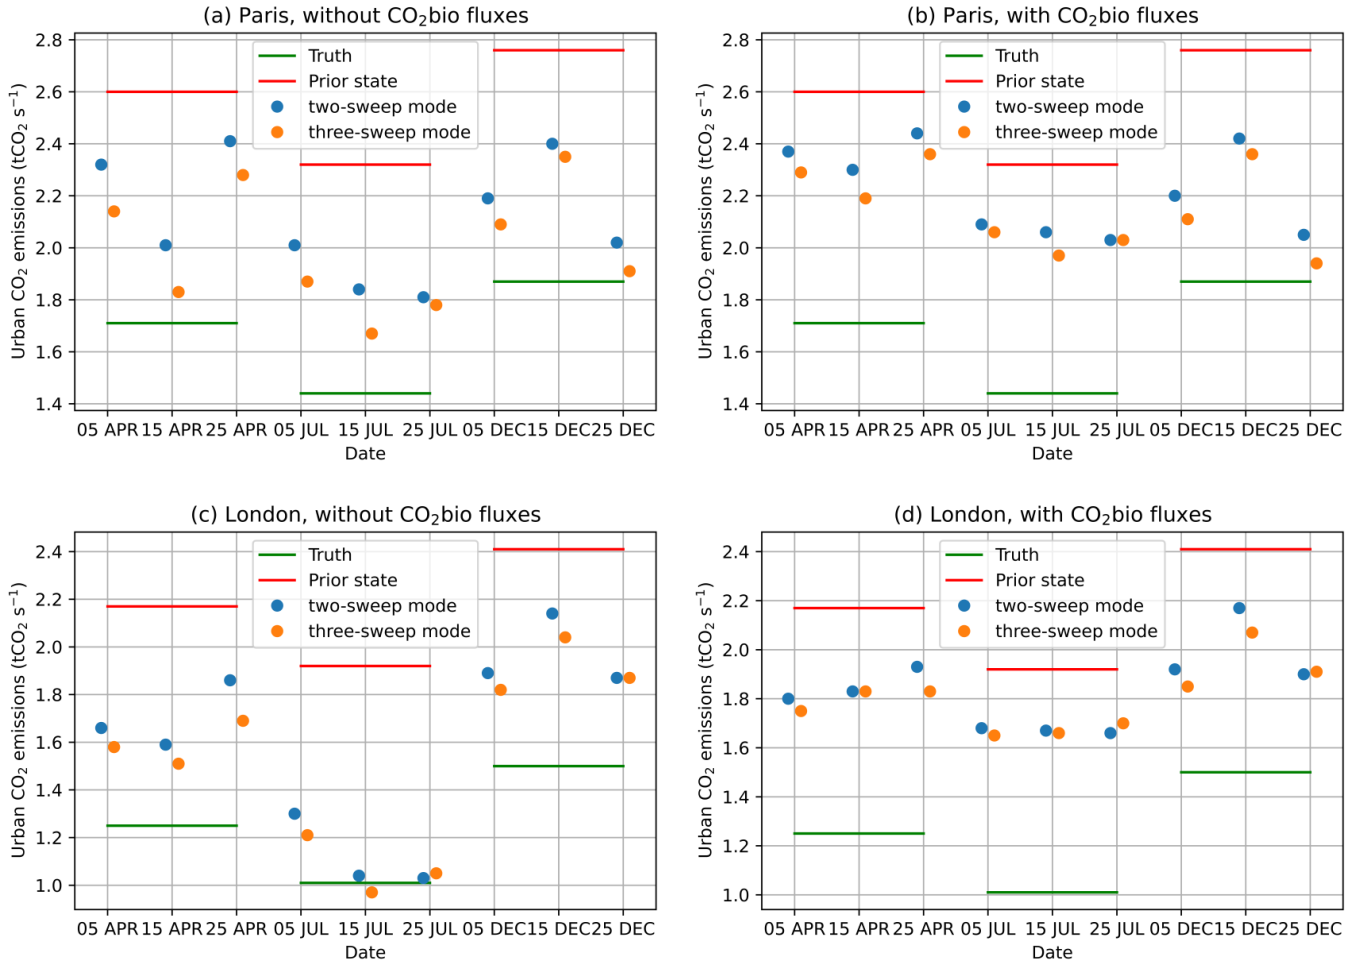 (a) Paris, without CO₂bio fluxes
Urban CO₂ emissions (tCO₂ s⁻¹)
2.8
2.6
2.4
2.2
2.0
1.8
1.6
1.4
Truth
Prior state
two-sweep mode
three-sweep mode
05 APR 15 APR 25 APR 05 JUL 15 JUL 25 JUL 05 DEC 15 DEC 25 DEC
Date
(b) Paris, with CO₂bio fluxes
Urban CO₂ emissions (tCO₂ s⁻¹)
2.8
2.6
2.4
2.2
2.0
1.8
1.6
1.4
Truth
Prior state
two-sweep mode
three-sweep mode
05 APR 15 APR 25 APR 05 JUL 15 JUL 25 JUL 05 DEC 15 DEC 25 DEC
Date
(c) London, without CO₂bio fluxes
Urban CO₂ emissions (tCO₂ s⁻¹)
2.4
2.2
2.0
1.8
1.6
1.4
1.2
1.0
Truth
Prior state
two-sweep mode
three-sweep mode
05 APR 15 APR 25 APR 05 JUL 15 JUL 25 JUL 05 DEC 15 DEC 25 DEC
Date
(d) London, with CO₂bio fluxes
Urban CO₂ emissions (tCO₂ s⁻¹)
2.4
2.2
2.0
1.8
1.6
1.4
1.2
1.0
Truth
Prior state
two-sweep mode
three-sweep mode
05 APR 15 APR 25 APR 05 JUL 15 JUL 25 JUL 05 DEC 15 DEC 25 DEC
Date